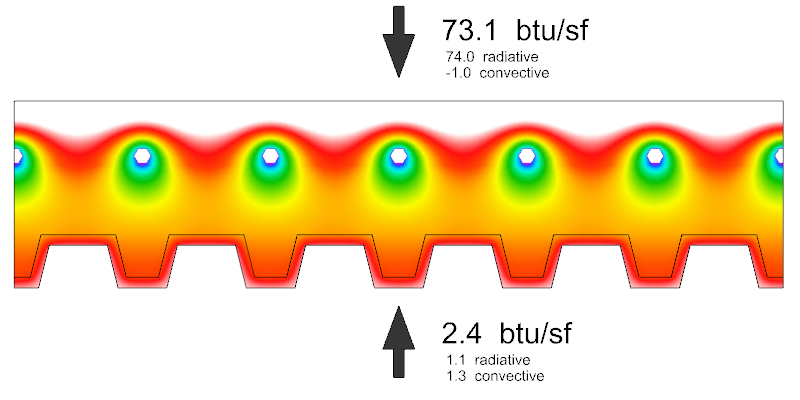 73.1 btu/sf
74.0 radiative
-1.0 convective
2.4 btu/sf
1.1 radiative
1.3 convective